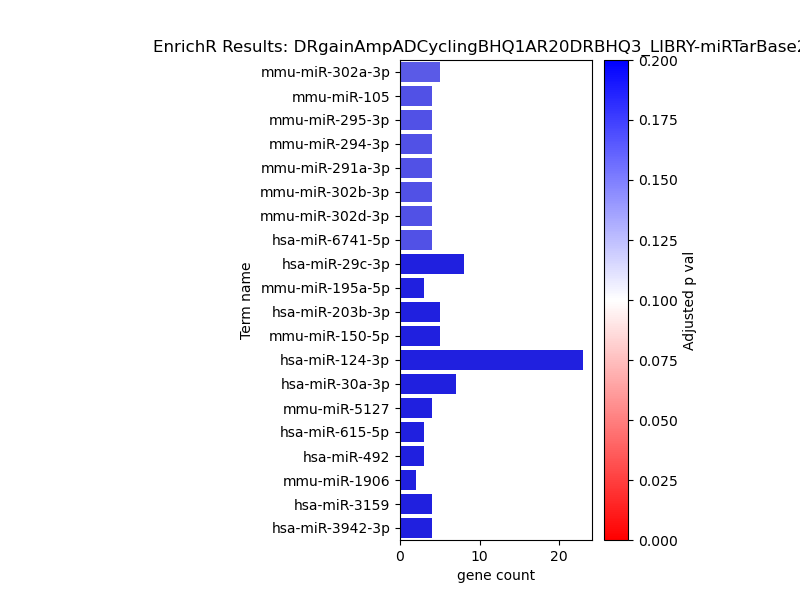 EnrichR Results: DRgainAmpADCyclingBHQ1AR20DRBHQ3_LIBRY-miRTarBase2
mmu-miR-302a-3p
mmu-miR-105
mmu-miR-295-3p
mmu-miR-294-3p
mmu-miR-291a-3p
mmu-miR-302b-3p
mmu-miR-302d-3p
hsa-miR-6741-5p
hsa-miR-29c-3p
mmu-miR-195a-5p
hsa-miR-203b-3p
mmu-miR-150-5p
hsa-miR-124-3p
hsa-miR-30a-3p
mmu-miR-5127
hsa-miR-615-5p
hsa-miR-492
mmu-miR-1906
hsa-miR-3159
hsa-miR-3942-3p
Term name
0
10
20
gene count
0.200
0.175
0.150
0.125
0.100
0.075
0.050
0.025
0.000
Adjusted p val